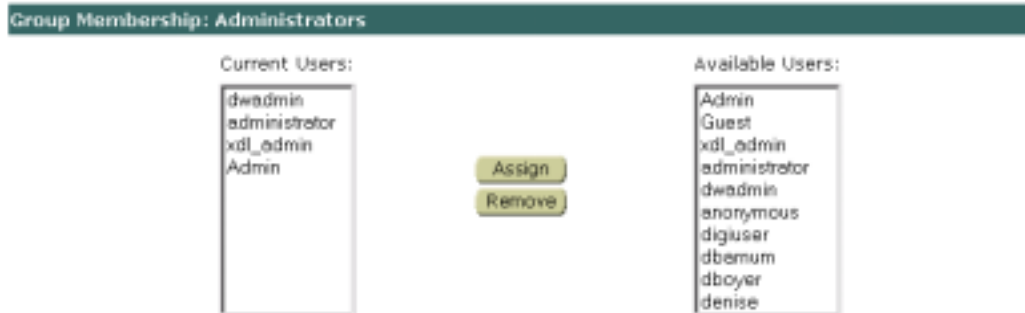 Group Membership: Administrators
Current Users:
dwadmin
administrator
xdl_admin
Admin
Assign
Remove
Available Users:
Admin
Guest
xdl_admin
administrator
dwadmin
anonymous
digiuser
dbarnum
dboyer
denise